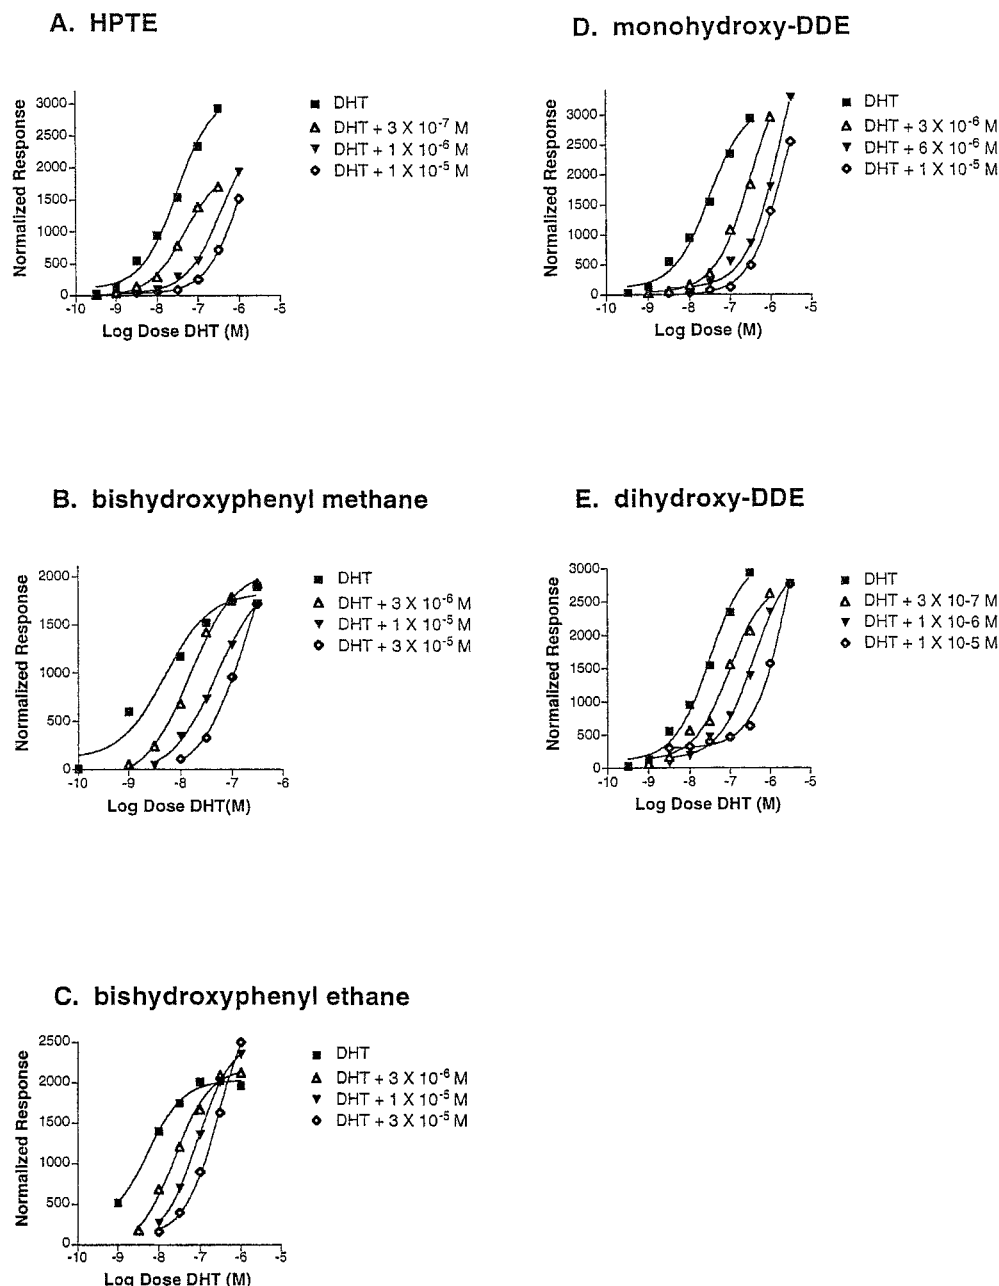 A. HPTE
Normalized Response
3000
2500
2000
1500
1000
500
0
-10 -9 -8 -7 -6 -5
Log Dose DHT (M)
DHT
DHT + 3 X 10⁻⁷ M
DHT + 1 X 10⁻⁶ M
DHT + 1 X 10⁻⁵ M
D. monohydroxy-DDE
Normalized Response
3000
2500
2000
1500
1000
500
0
-10 -9 -8 -7 -6 -5
Log Dose (M)
DHT
DHT + 3 X 10⁻⁶ M
DHT + 6 X 10⁻⁶ M
DHT + 1 X 10⁻⁵ M
B. bishydroxyphenyl methane
Normalized Response
2000
1500
1000
500
0
-10 -9 -8 -7 -6
Log Dose DHT(M)
DHT
DHT + 3 X 10⁻⁶ M
DHT + 1 X 10⁻⁵ M
DHT + 3 X 10⁻⁵ M
E. dihydroxy-DDE
Normalized Response
3000
2500
2000
1500
1000
500
0
-10 -9 -8 -7 -6 -5
Log Dose DHT (M)
DHT
DHT + 3 X 10-7 M
DHT + 1 X 10-6 M
DHT + 1 X 10-5 M
C. bishydroxyphenyl ethane
Normalized Response
2500
2000
1500
1000
500
0
-10 -9 -8 -7 -6 -5
Log Dose DHT (M)
DHT
DHT + 3 X 10⁻⁶ M
DHT + 1 X 10⁻⁵ M
DHT + 3 X 10⁻⁵ M